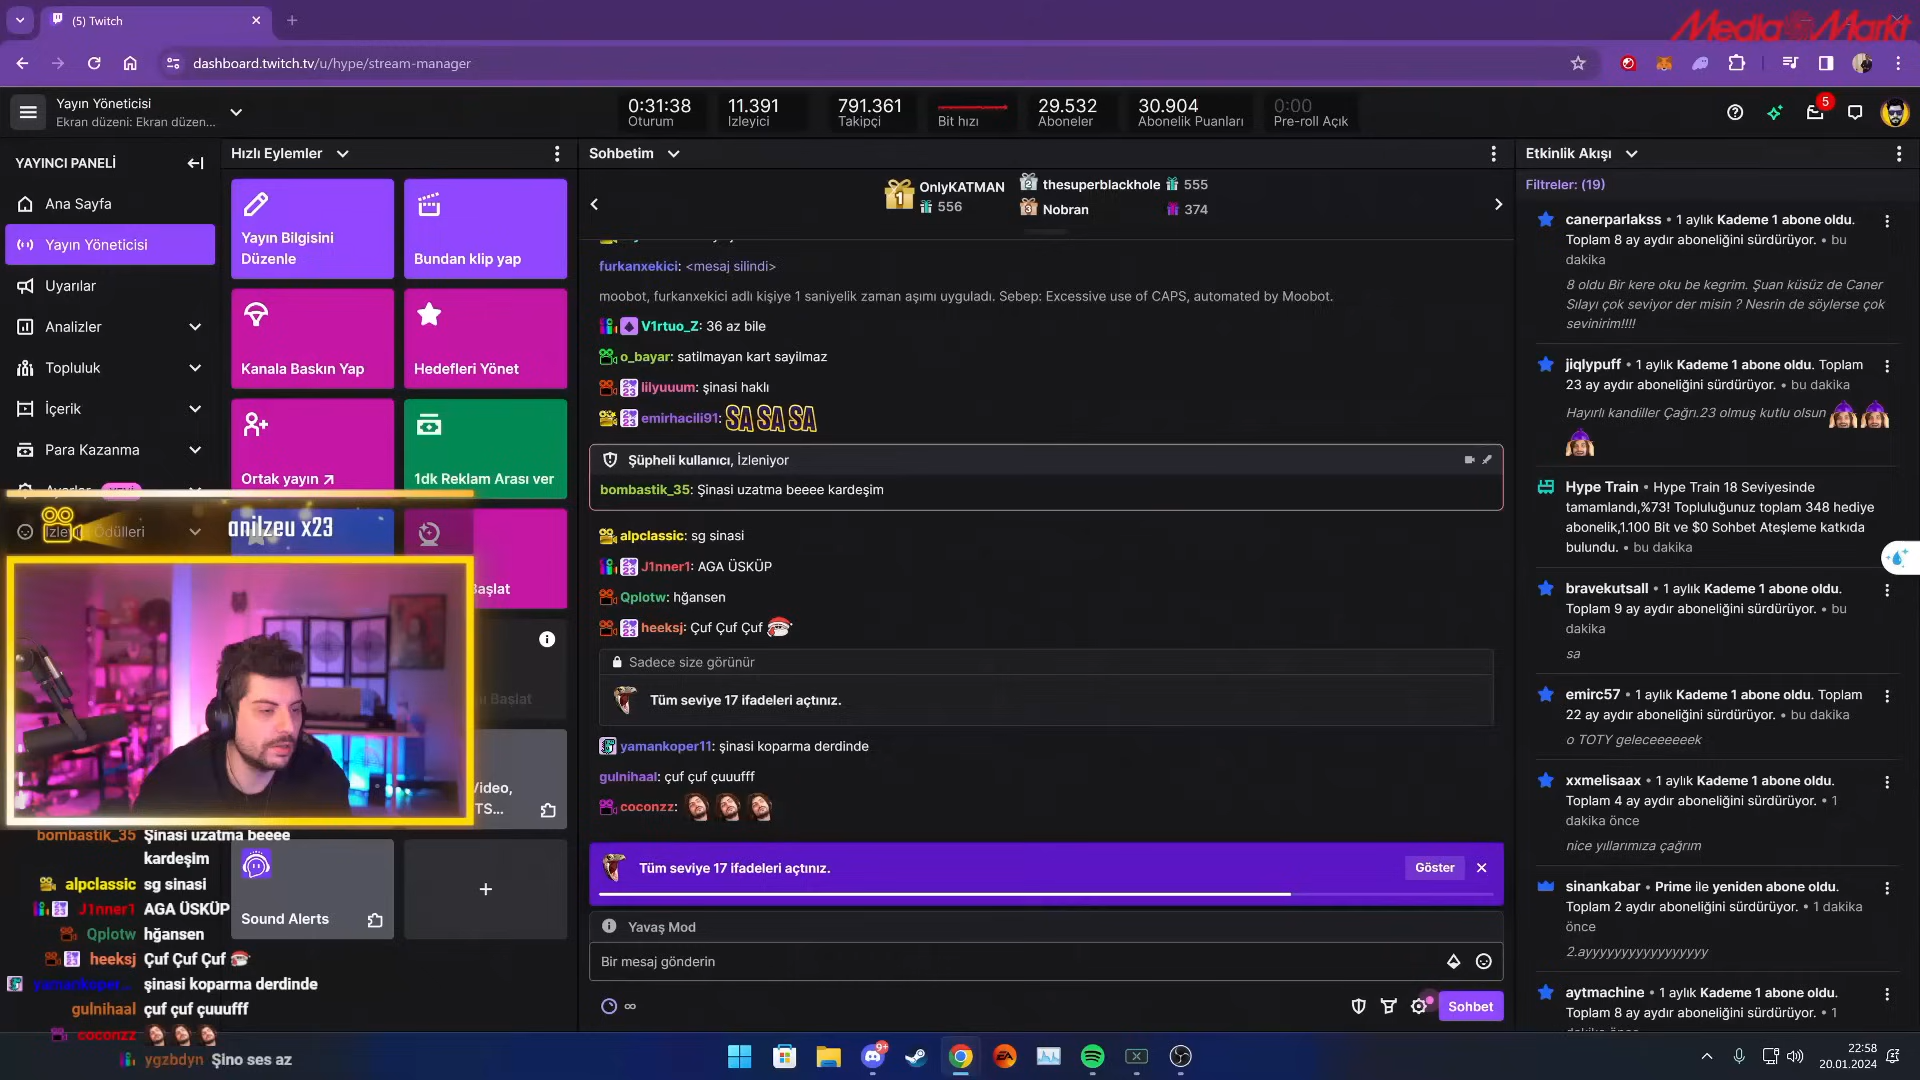 (5) Twitch
Media Markt
dashboard.twitch.tv/u/hype/stream-manager
Yayın Yöneticisi
Ekran düzeni: Ekran düzen...
0:31:38
Oturum
11.391
İzleyici
791.361
Takipçi
Bit hızı
29.532
Aboneler
30.904
Abonelik Puanları
0:00
Pre-roll Açık
5
YAYINCI PANELİ
Ana Sayfa
Yayın Yöneticisi
Uyarılar
Analizler
Topluluk
İçerik
Para Kazanma
anilzeu x23
Hızlı Eylemler
Yayın Bilgisini
Düzenle
Bundan klip yap
Kanala Baskın Yap
Hedefleri Yönet
Ortak yayın
1dk Reklam Arası ver
Başlat
Başlat
Video,
TS...
Sound Alerts
bombastik_35 Şinasi uzatma beeee
kardeşim
alpclassic sg sinasi
J1nner1 AGA ÜSKÜP
Qplotw hğansen
heeksj Çuf Çuf Çuf
yamankoper... şinasi koparma derdinde
gulnihaal çuf çuf çuuufff
coconzz
ygzbdyn Şino ses az
Sohbetim
1 OnlyKATMAN
556
2 thesuperblackhole 555
3 Nobran 374
furkanxekici: <mesaj silindi>
moobot, furkanxekici adlı kişiye 1 saniyelik zaman aşımı uyguladı. Sebep: Excessive use of CAPS, automated by Moobot.
V1rtuo_Z: 36 az bile
o_bayar: satilmayan kart sayilmaz
lilyuuum: şinasi haklı
emirhacili91: SA SA SA
Şüpheli kullanıcı, İzleniyor
bombastik_35: Şinasi uzatma beeee kardeşim
alpclassic: sg sinasi
J1nner1: AGA ÜSKÜP
Qplotw: hğansen
heeksj: Çuf Çuf Çuf
Sadece size görünür
Tüm seviye 17 ifadeleri açtınız.
yamankoper11: şinasi koparma derdinde
gulnihaal: çuf çuf çuuufff
coconzz:
Tüm seviye 17 ifadeleri açtınız.
Göster
Yavaş Mod
Bir mesaj gönderin
Sohbet
Etkinlik Akışı
Filtreler: (19)
canerparlakss • 1 aylık Kademe 1 abone oldu.
Toplam 8 ay aydır aboneliğini sürdürüyor. • bu
dakika
8 oldu Bir kere oku be kegrim. Şuan küsüz de Caner
Sılayı çok seviyor der misin ? Nesrin de söylerse çok
sevinirim!!!!
jiqlypuff • 1 aylık Kademe 1 abone oldu. Toplam
23 ay aydır aboneliğini sürdürüyor. • bu dakika
Hayırlı kandiller Çağrı.23 olmuş kutlu olsun
Hype Train • Hype Train 18 Seviyesinde
tamamlandı,%73! Topluluğunuz toplam 348 hediye
abonelik,1.100 Bit ve $0 Sohbet Ateşleme katkıda
bulundu. • bu dakika
bravekutsall • 1 aylık Kademe 1 abone oldu.
Toplam 9 ay aydır aboneliğini sürdürüyor. • bu
dakika
sa
emirc57 • 1 aylık Kademe 1 abone oldu. Toplam
22 ay aydır aboneliğini sürdürüyor. • bu dakika
o TOTY geleceeeeeek
xxmelisaax • 1 aylık Kademe 1 abone oldu.
Toplam 4 ay aydır aboneliğini sürdürüyor. • 1
dakika önce
nice yıllarımıza çağrım
sinankabar • Prime ile yeniden abone oldu.
Toplam 2 aydır aboneliğini sürdürüyor. • 1 dakika
önce
2.ayyyyyyyyyyyyyyyyyy
aytmachine • 1 aylık Kademe 1 abone oldu.
Toplam 8 ay aydır aboneliğini sürdürüyor. • 1
9+
22:58
20.01.2024